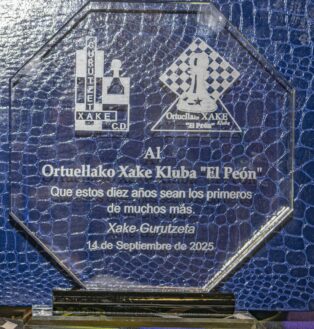 GURUTZETA
XAKE
C.D
Ortuellako XAKE
"El Peón" Kluba
Al
Ortuellako Xake Kluba "El Peón"
Que estos diez años sean los primeros
de muchos más.
Xake-Gurutzeta
14 de Septiembre de 2025